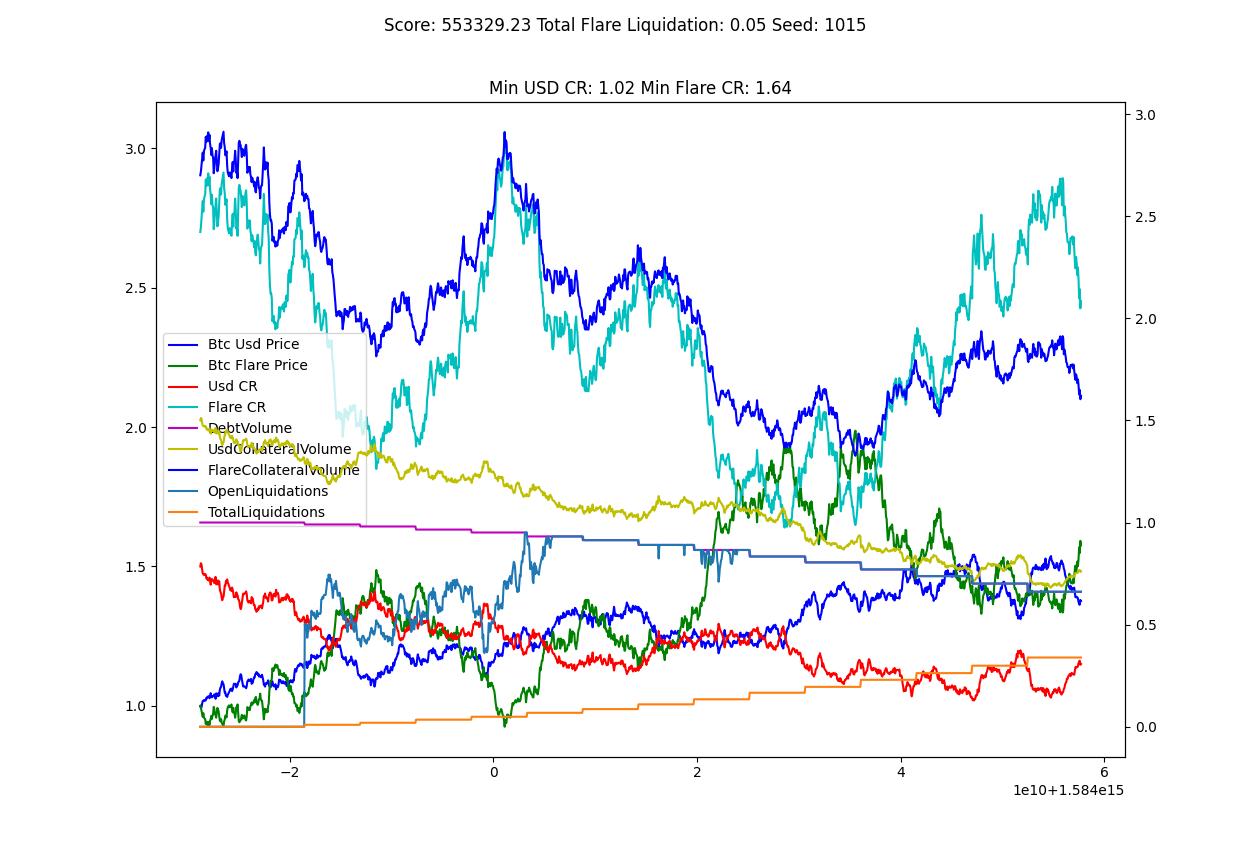 Score: 553329.23 Total Flare Liquidation: 0.05 Seed: 1015
Min USD CR: 1.02 Min Flare CR: 1.64
3.0
2.5
2.0
1.5
1.0
Btc Usd Price
Btc Flare Price
Usd CR
Flare CR
DebtVolume
UsdCollateralVolume
FlareCollateralVolume
OpenLiquidations
TotalLiquidations
3.0
2.5
2.0
1.5
1.0
0.5
0.0
−2 0 2 4 6
1e10+1.584e15